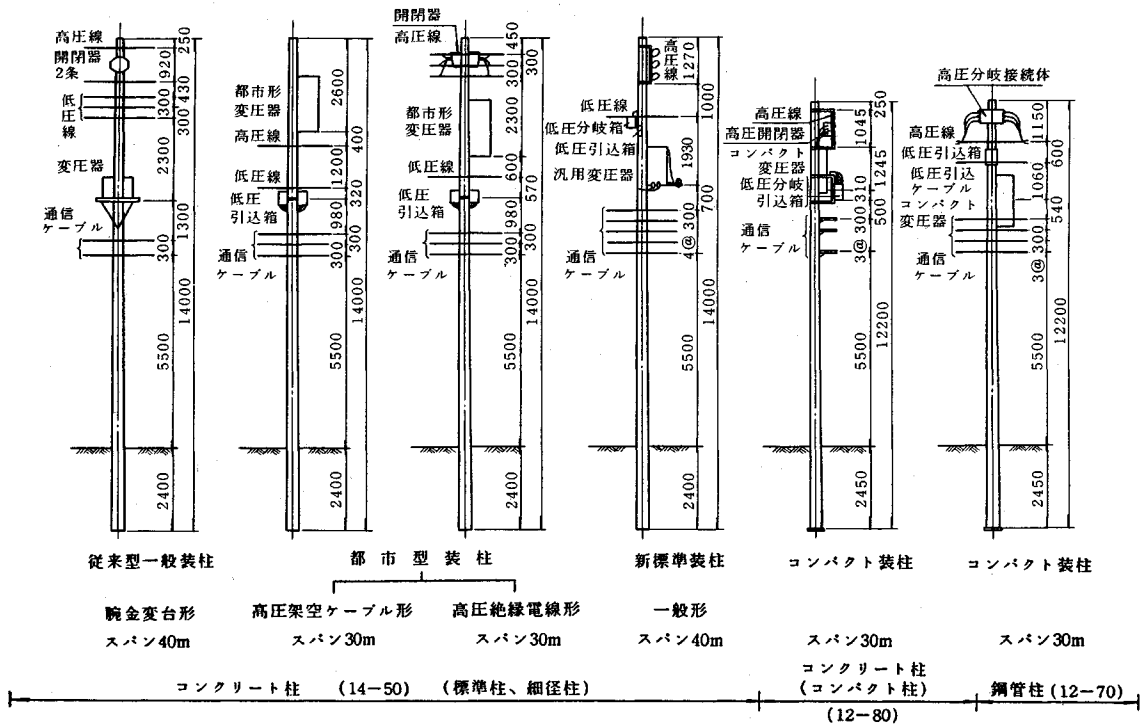 高圧線
開閉器
2条
低
圧
線
変圧器
通信
ケーブル
250
920
430
300
300
2300
1300
300
5500
2400
14000
都市形
変圧器
高圧線
低圧線
低圧
引込箱
通信
ケーブル
2600
400
1200
320
980
300
5500
2400
14000
開閉器
高圧線
都市形
変圧器
低圧線
低圧
引込箱
通信
ケーブル
450
300
300
2300
600
570
980
300
300
5500
2400
14000
高
圧
線
低圧線
低圧分岐箱
低圧引込箱
汎用変圧器
通信
ケーブル
1270
1000
1930
700
4@
300
5500
2400
14000
高圧線
高圧開閉器
コンパクト
変圧器
低圧分岐
引込箱
通信
ケーブル
250
1045
1245
310
500
300
3@
5500
2450
12200
高圧分岐接続体
高圧線
低圧引込箱
低圧引込
ケーブル
コンパクト
変圧器
通信
ケーブル
1150
600
1060
540
300
3@
5500
2450
12200
従来型一般装柱
都市型装柱
新標準装柱
コンパクト装柱
コンパクト装柱
腕金変台形
高圧架空ケーブル形
高圧絶縁電線形
一般形
スパン40m
スパン30m
スパン30m
スパン40m
スパン30m
スパン30m
コンクリート柱 (14-50) (標準柱、細径柱)
コンクリート柱
(コンパクト柱)
(12-80)
鋼管柱(12-70)